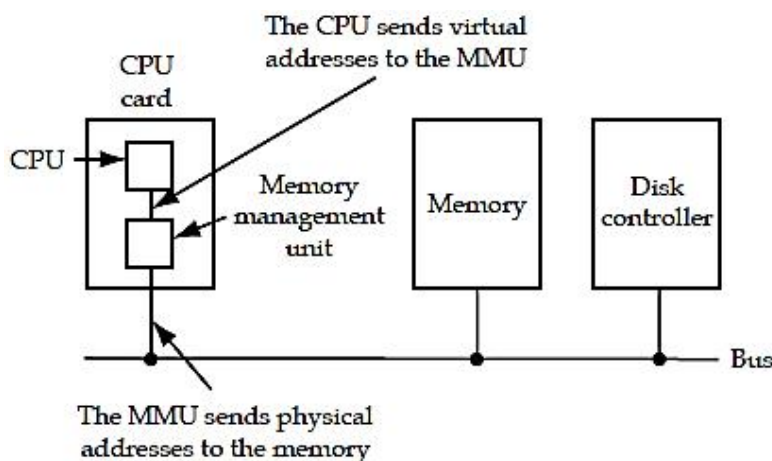 The CPU sends virtual
addresses to the MMU
CPU
card
CPU
Memory
management
unit
Memory
Disk
controller
Bus
The MMU sends physical
addresses to the memory